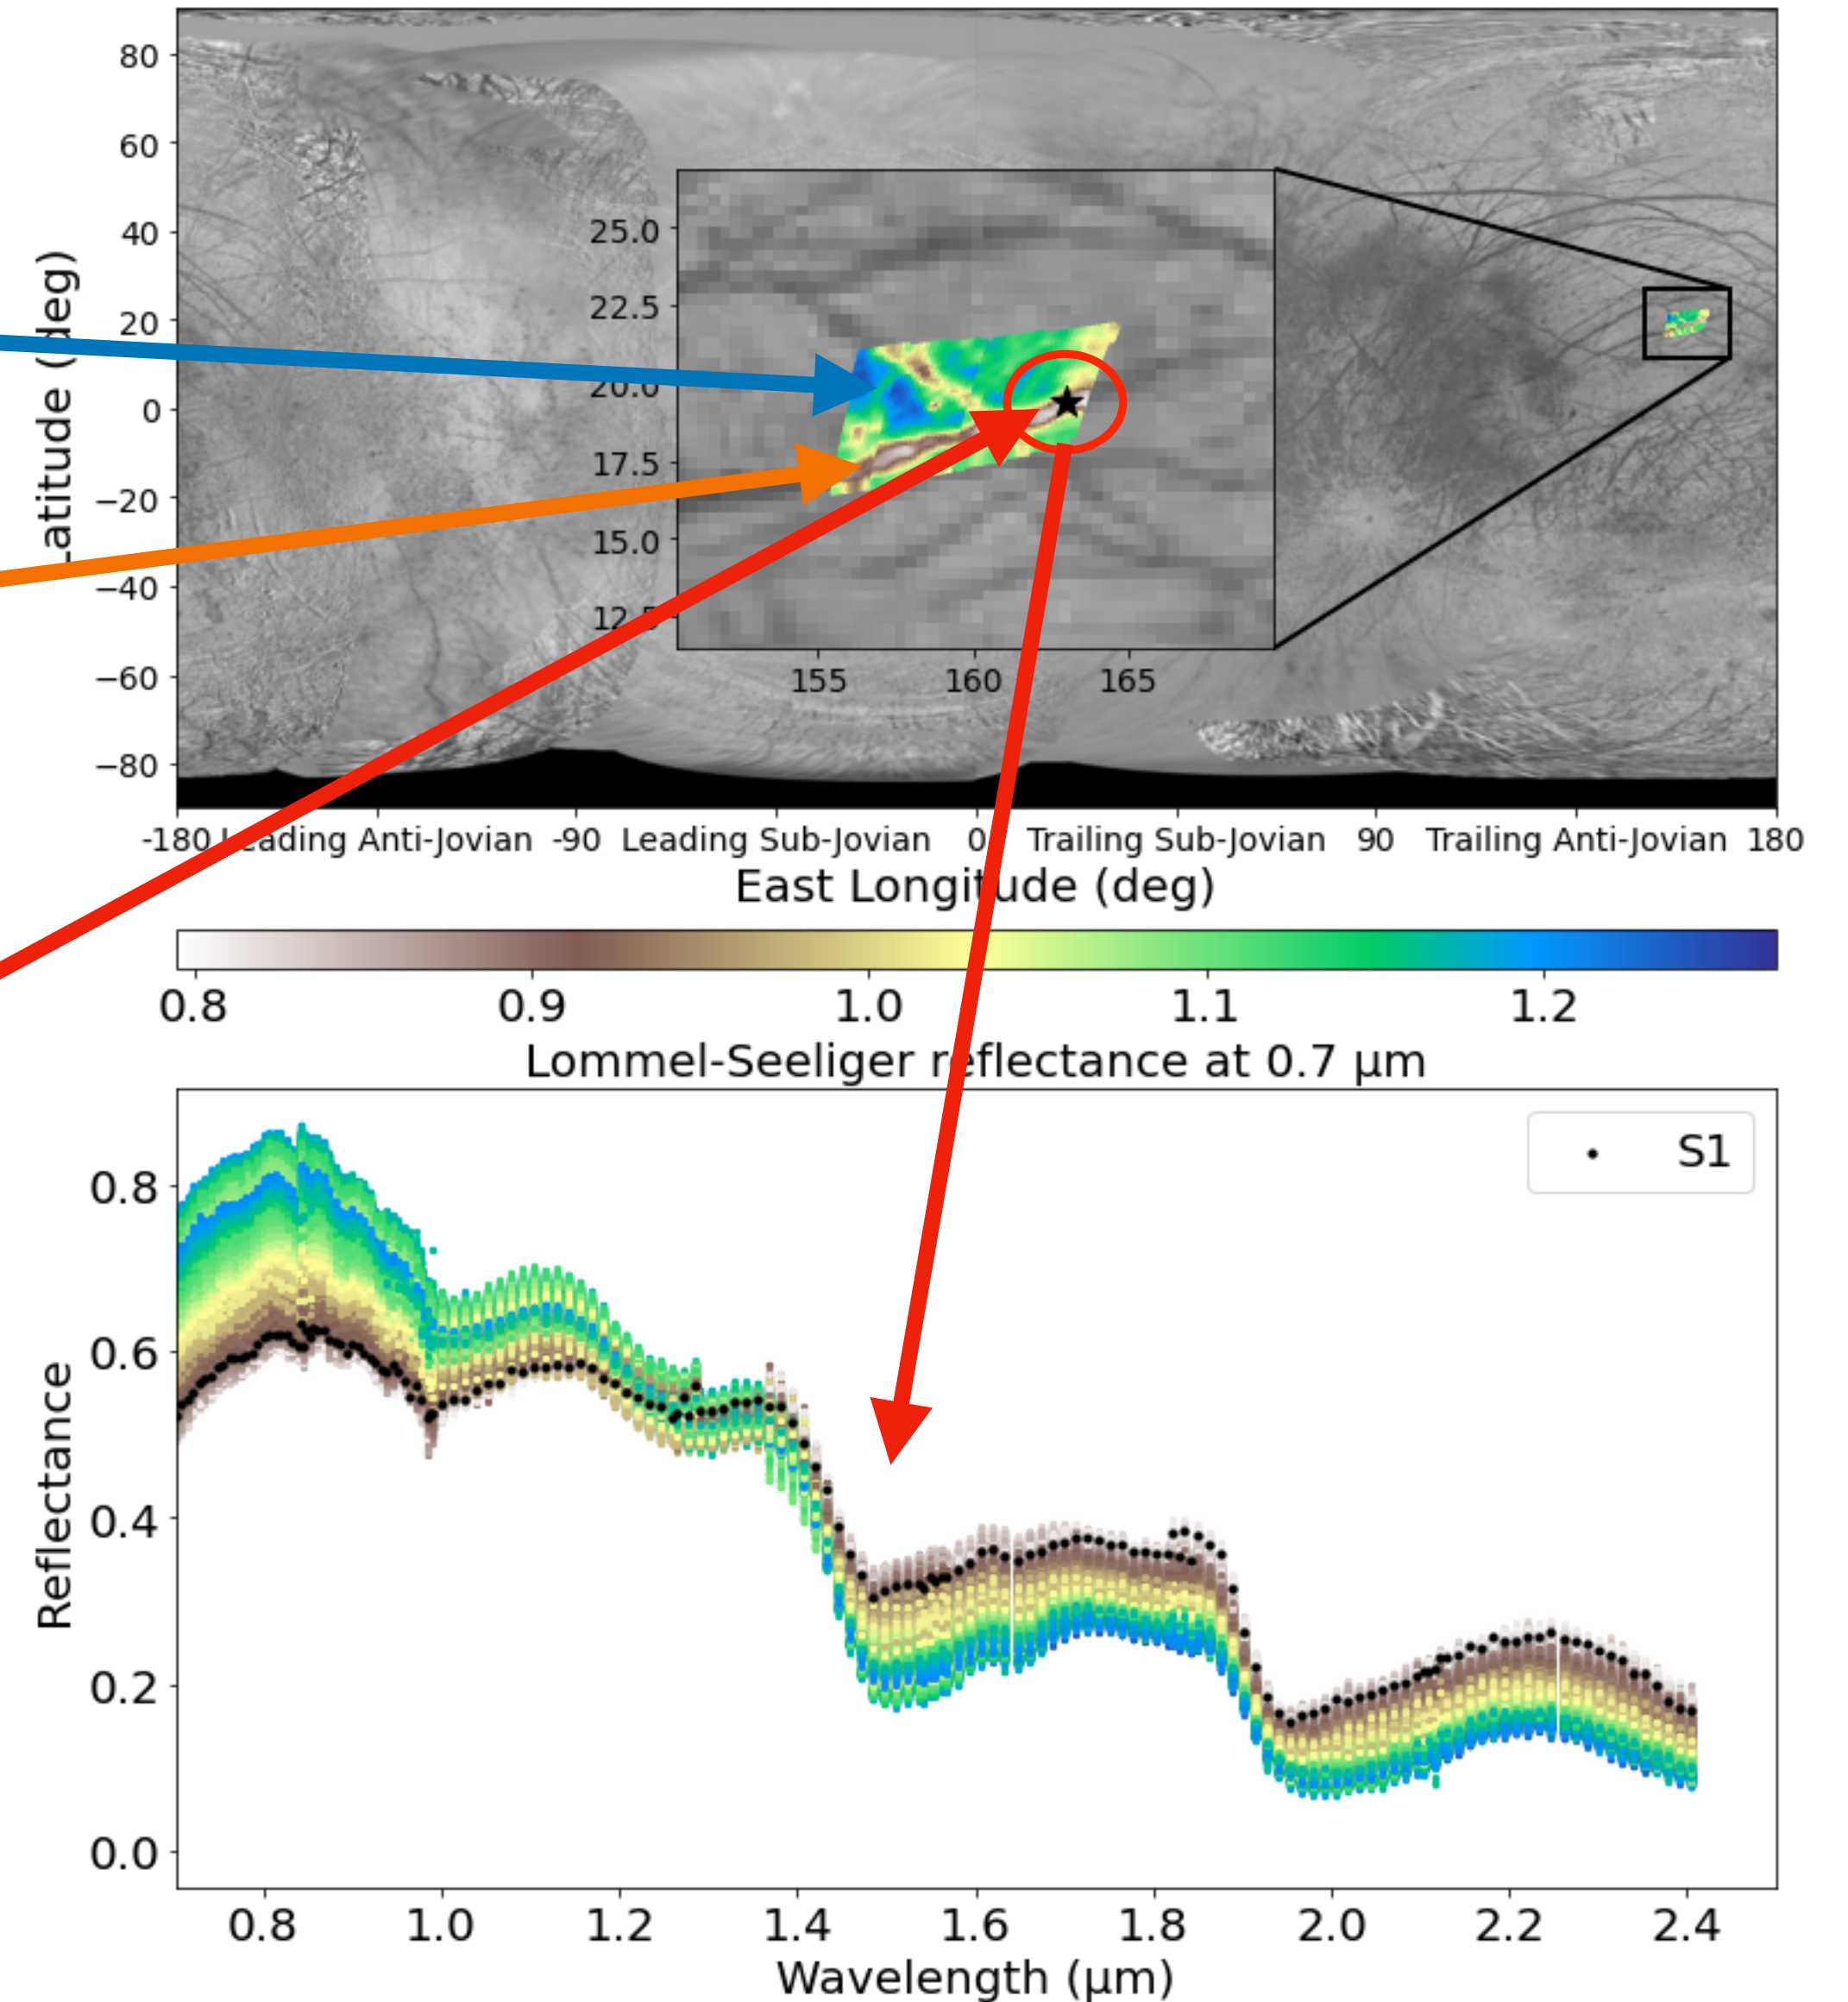 80
60
40
20
0
−20
−40
−60
−80
Latitude (deg)
25.0
22.5
20.0
17.5
15.0
12.5
155 160 165
-180 Leading Anti-Jovian -90 Leading Sub-Jovian 0 Trailing Sub-Jovian 90 Trailing Anti-Jovian 180
East Longitude (deg)
0.8 0.9 1.0 1.1 1.2
Lommel-Seeliger reflectance at 0.7 µm
S1
0.8
0.6
0.4
0.2
0.0
Reflectance
0.8 1.0 1.2 1.4 1.6 1.8 2.0 2.2 2.4
Wavelength (µm)